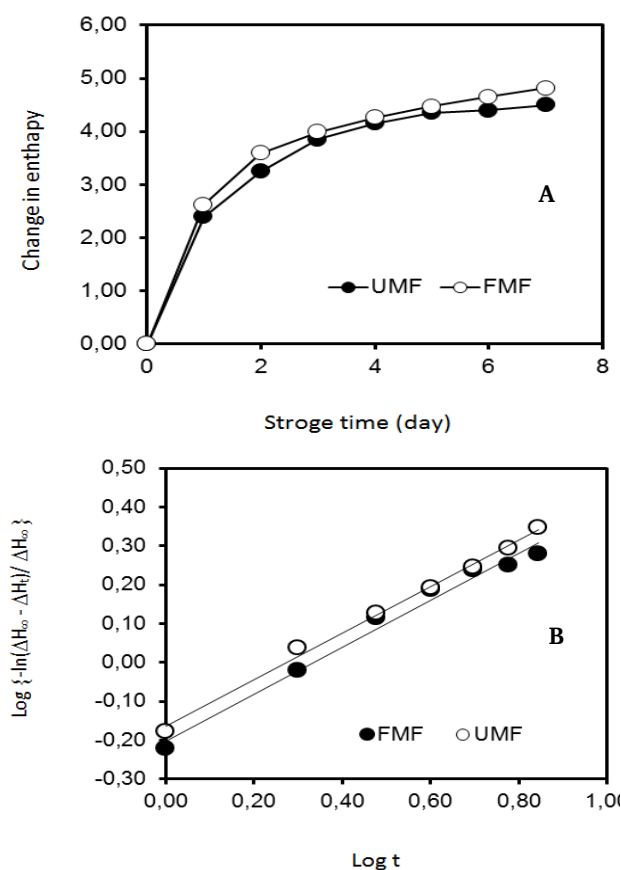 6,00
5,00
4,00
3,00
2,00
1,00
0,00
Change in enthapy
A
UMF FMF
0 2 4 6 8
Stroge time (day)
0,50
0,40
0,30
0,20
0,10
0,00
-0,10
-0,20
-0,30
Log {-ln(ΔH∞ - ΔHt)/ ΔH∞ }
B
FMF UMF
0,00 0,20 0,40 0,60 0,80 1,00
Log t